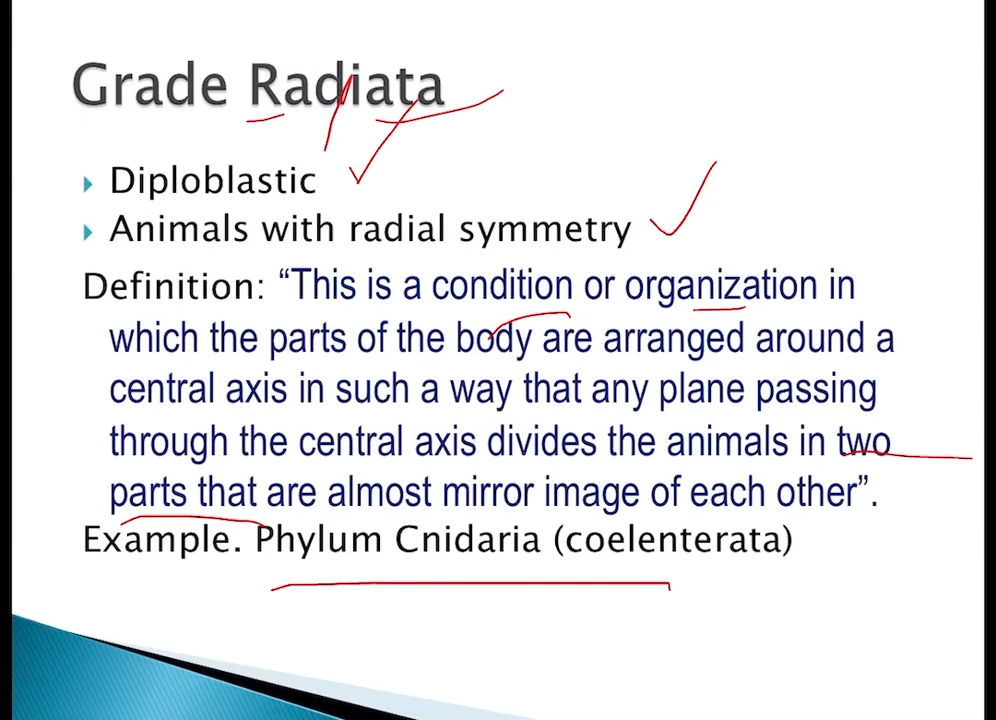 Grade Radiata
Diploblastic
Animals with radial symmetry
Definition: “This is a condition or organization in
which the parts of the body are arranged around a
central axis in such a way that any plane passing
through the central axis divides the animals in two
parts that are almost mirror image of each other”.
Example. Phylum Cnidaria (coelenterata)